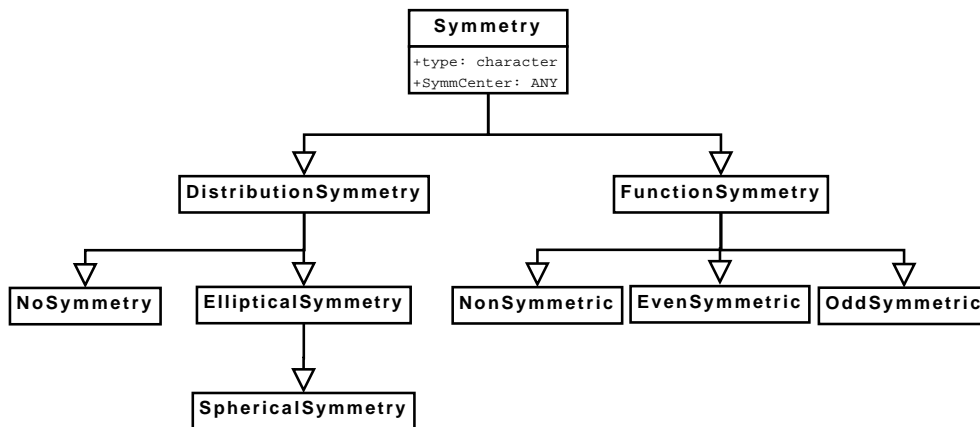 Symmetry
+type: character
+SymmCenter: ANY
DistributionSymmetry
FunctionSymmetry
NoSymmetry
EllipticalSymmetry
NonSymmetric
EvenSymmetric
OddSymmetric
SphericalSymmetry